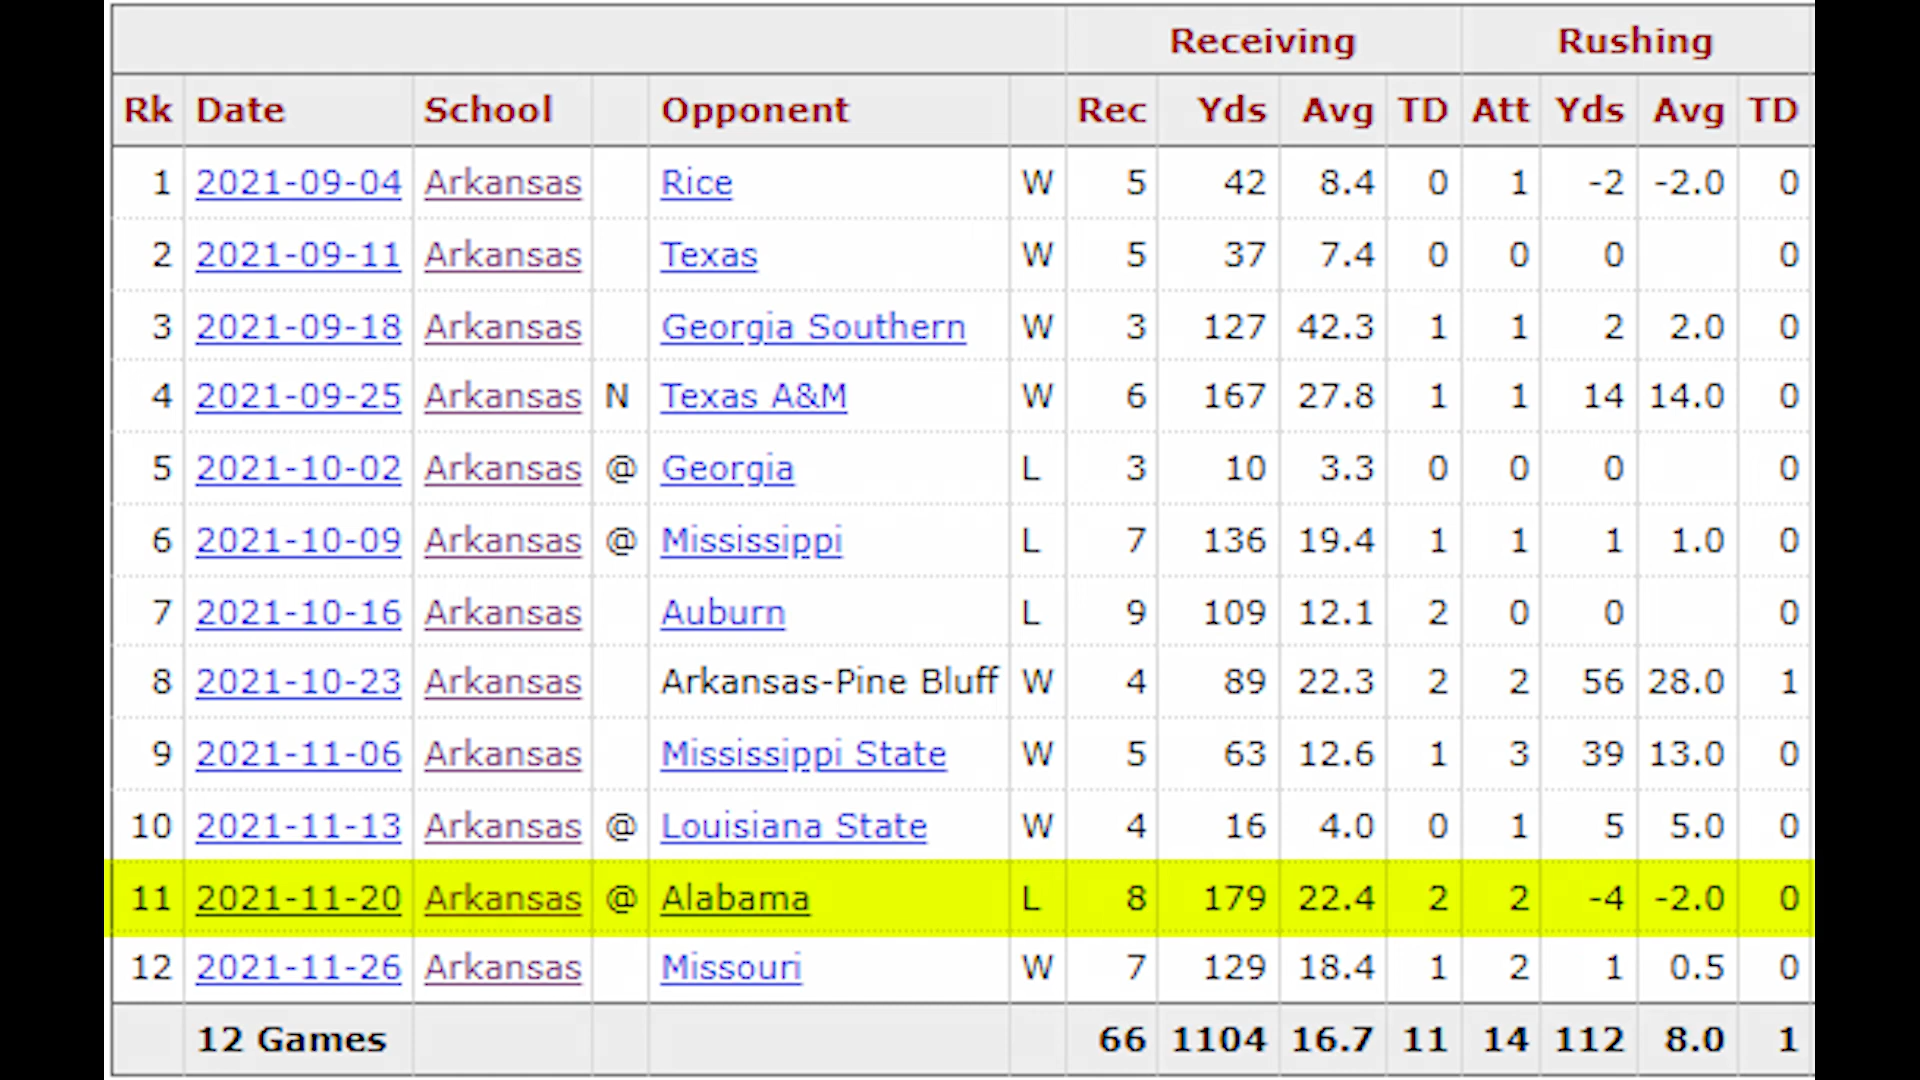 Receiving Rushing
Rk Date School Opponent Rec Yds Avg TD Att Yds Avg TD
1 2021-09-04 Arkansas Rice W 5 42 8.4 0 1 -2 -2.0 0
2 2021-09-11 Arkansas Texas W 5 37 7.4 0 0 0 0
3 2021-09-18 Arkansas Georgia Southern W 3 127 42.3 1 1 2 2.0 0
4 2021-09-25 Arkansas N Texas A&M W 6 167 27.8 1 1 14 14.0 0
5 2021-10-02 Arkansas @ Georgia L 3 10 3.3 0 0 0 0
6 2021-10-09 Arkansas @ Mississippi L 7 136 19.4 1 1 1 1.0 0
7 2021-10-16 Arkansas Auburn L 9 109 12.1 2 0 0 0
8 2021-10-23 Arkansas Arkansas-Pine Bluff W 4 89 22.3 2 2 56 28.0 1
9 2021-11-06 Arkansas Mississippi State W 5 63 12.6 1 3 39 13.0 0
10 2021-11-13 Arkansas @ Louisiana State W 4 16 4.0 0 1 5 5.0 0
11 2021-11-20 Arkansas @ Alabama L 8 179 22.4 2 2 -4 -2.0 0
12 2021-11-26 Arkansas Missouri W 7 129 18.4 1 2 1 0.5 0
12 Games 66 1104 16.7 11 14 112 8.0 1